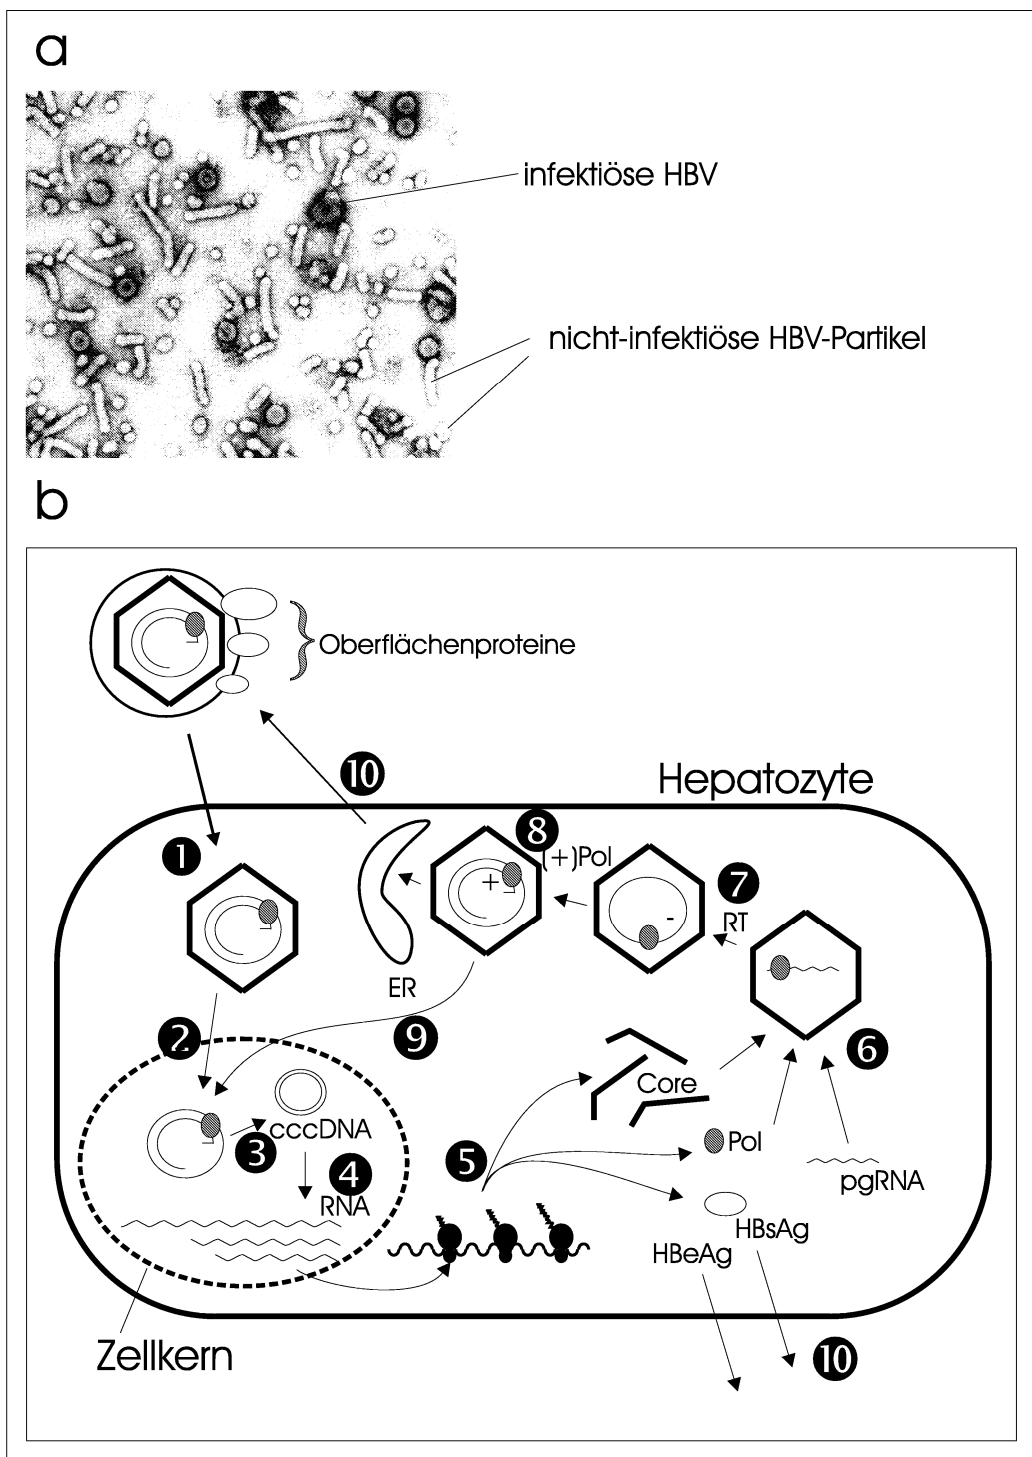 a
infektiöse HBV
nicht-infektiöse HBV-Partikel
b
Oberflächenproteine
10
Hepatozyte
1
8
(+)Pol
7
RT
+
-
ER
2
9
6
Core
cccDNA
3
5
Pol
4
RNA
pgRNA
HBsAg
HBeAg
Zellkern
10